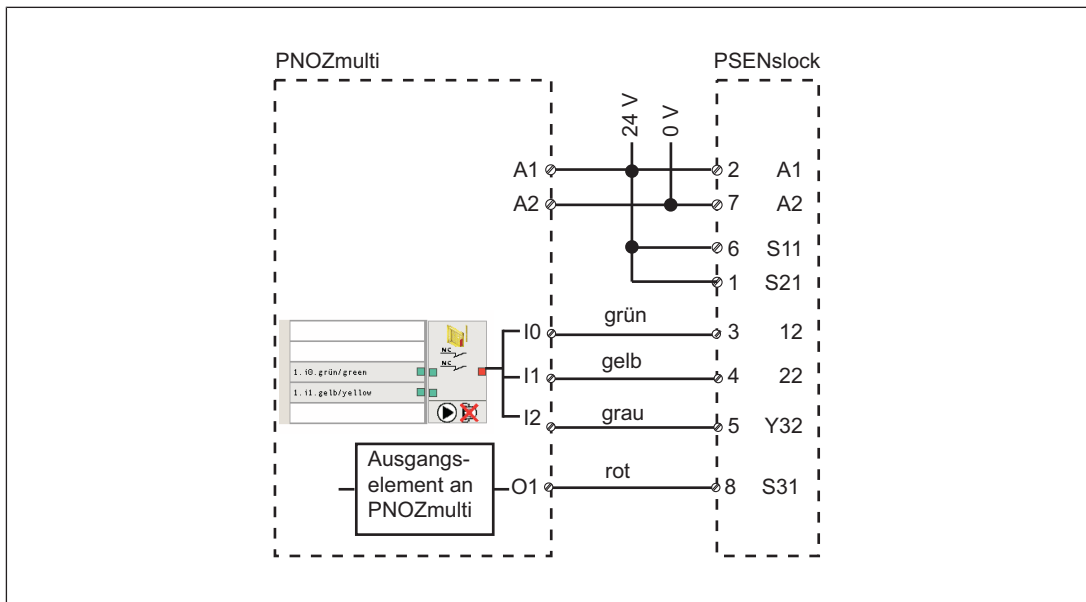 PNOZmulti
PSENslock
24 V
0 V
A1
2 A1
A2
7 A2
6 S11
1 S21
I0
grün
3 12
NC
NC
1. i0.grün/green
1. i1.gelb/yellow
I1
gelb
4 22
I2
grau
5 Y32
Ausgangs-
element an
PNOZmulti
O1
rot
8 S31